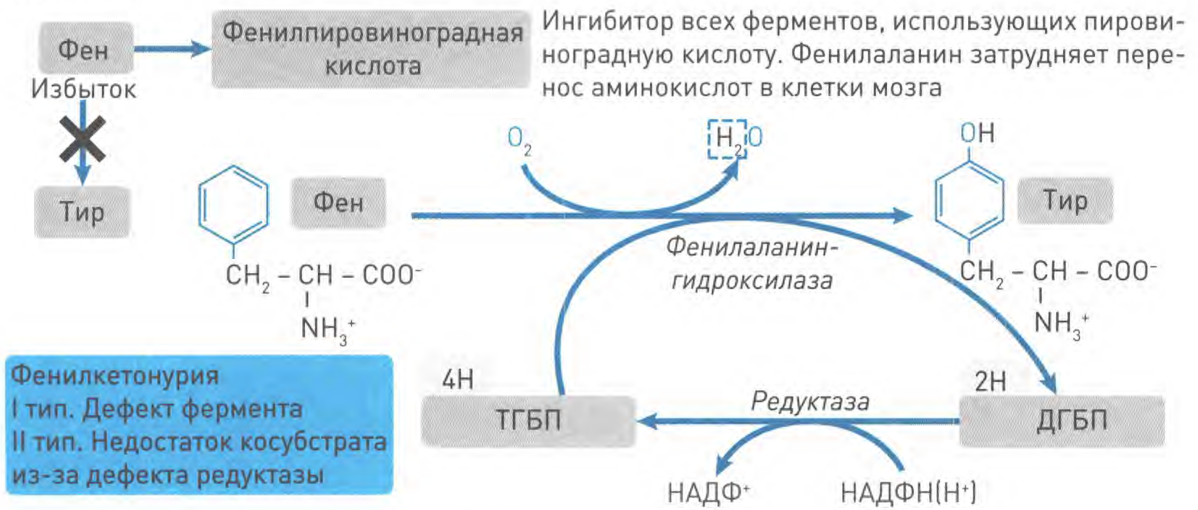 Фен
Избыток
Тир
Фенилпировиноградная
кислота
Ингибитор всех ферментов, использующих пирови-
ноградную кислоту. Фенилаланин затрудняет пере-
нос аминокислот в клетки мозга
O₂
H₂O
OH
Фен
Тир
CH₂ – CH – COO⁻
NH₃⁺
Фенилаланин-
гидроксилаза
CH₂ – CH – COO⁻
NH₃⁺
Фенилкетонурия
I тип. Дефект фермента
II тип. Недостаток косубстрата
из-за дефекта редуктазы
4H
ТГБП
Редуктаза
2H
ДГБП
НАДФ⁺
НАДФН(Н⁺)